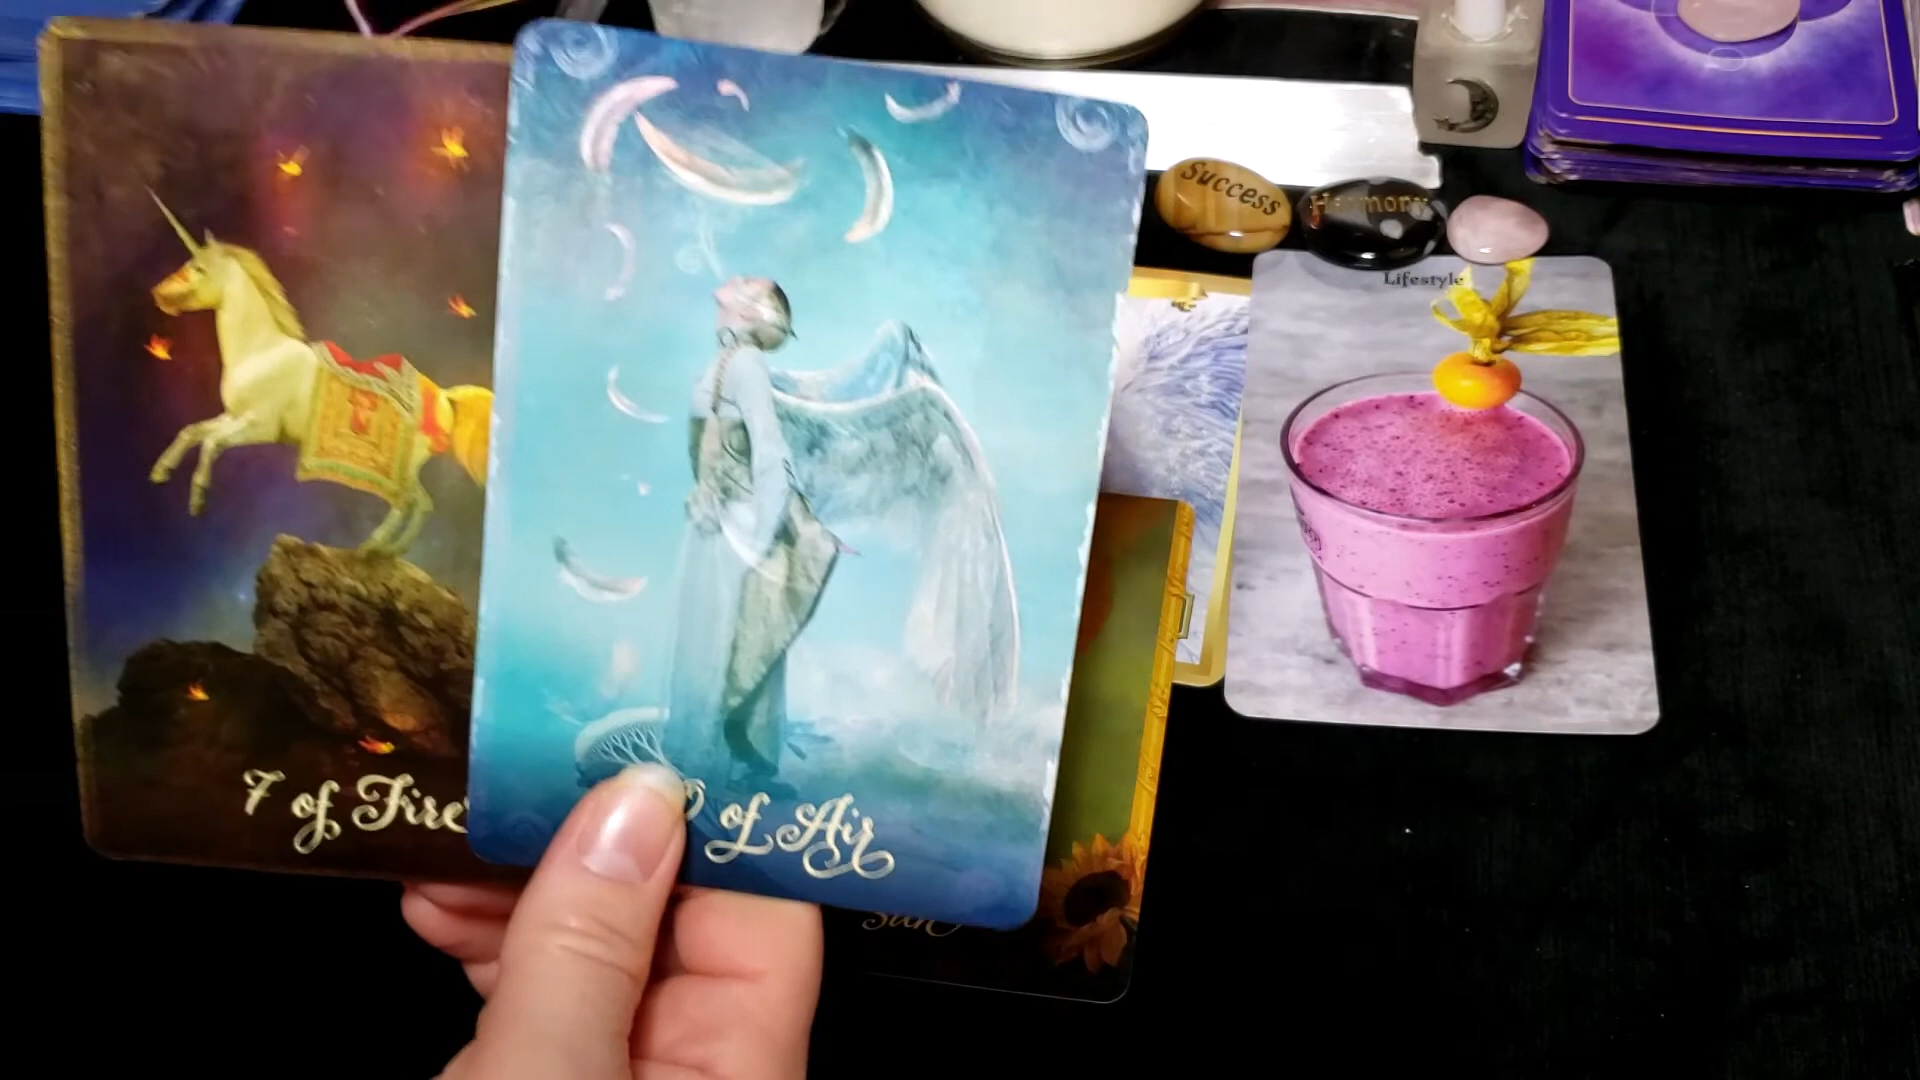 Success
Harmony
Lifestyle
7 of Fire
of Air
Sun